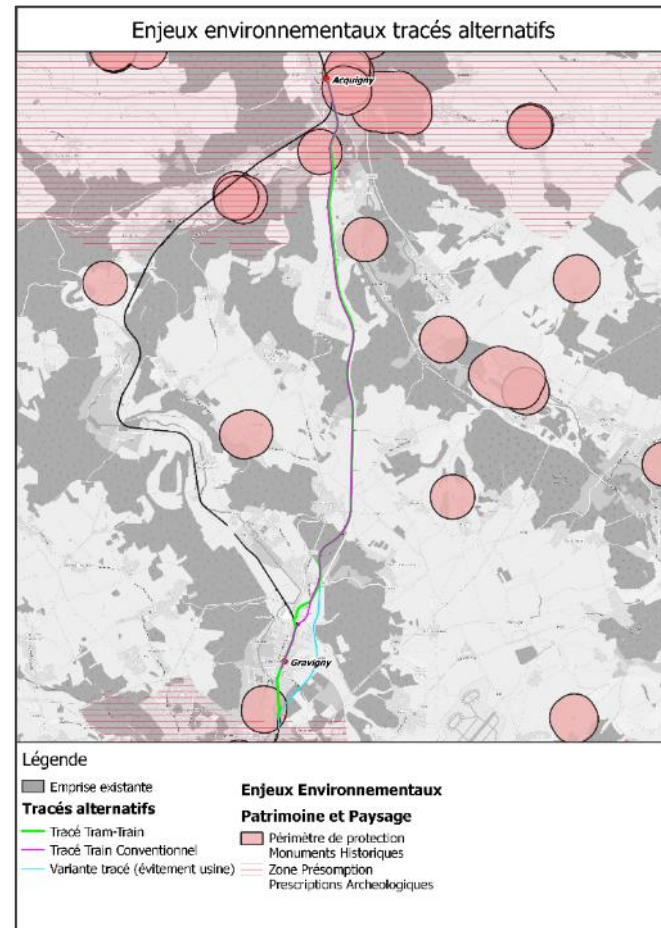 Enjeux environnementaux tracés alternatifs
Acquigny
Gravigny
Légende
Emprise existante
Tracés alternatifs
Tracé Tram-Train
Tracé Train Conventionnel
Variante tracé (évitement usine)
Enjeux Environnementaux
Patrimoine et Paysage
Périmètre de protection
Monuments Historiques
Zone Présomption
Prescriptions Archeologiques